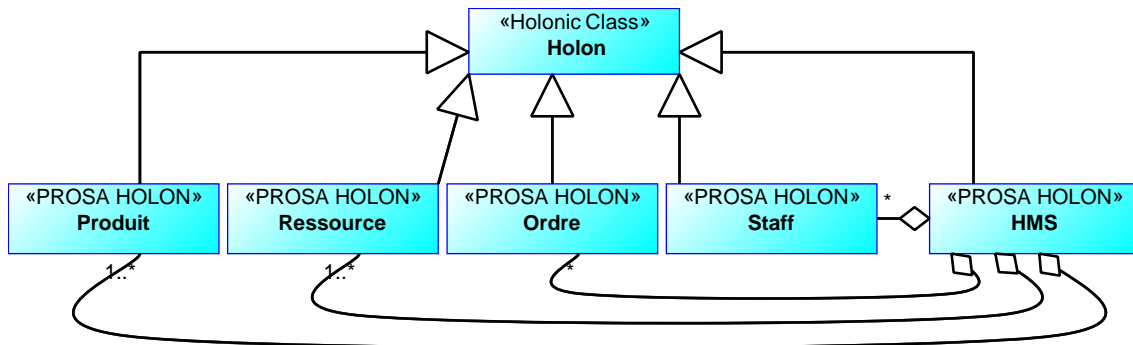 «Holonic Class»
Holon
«PROSA HOLON»
Produit
«PROSA HOLON»
Ressource
«PROSA HOLON»
Ordre
«PROSA HOLON»
Staff
*
«PROSA HOLON»
HMS
1..*
1..*
*